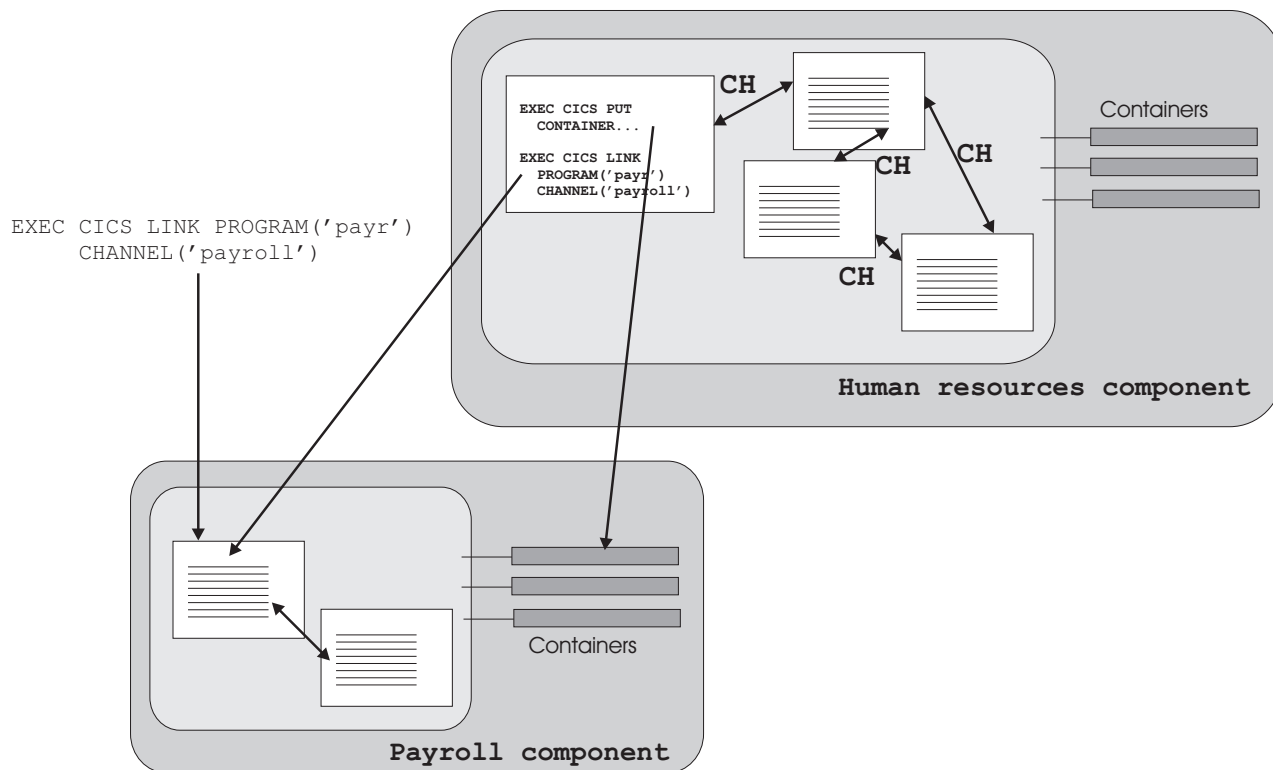 CH
EXEC CICS PUT
CONTAINER...
EXEC CICS LINK
PROGRAM('payr')
CHANNEL('payroll')
CH
CH
CH
Containers
Human resources component
EXEC CICS LINK PROGRAM('payr')
CHANNEL('payroll')
Containers
Payroll component